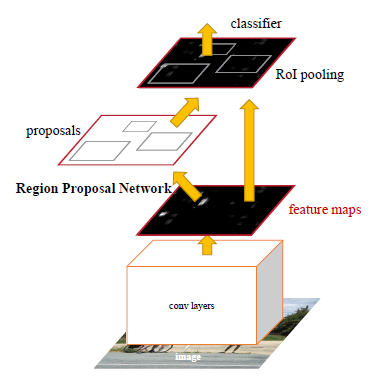 classifier
RoI pooling
proposals
Region Proposal Network
feature maps
conv layers
image